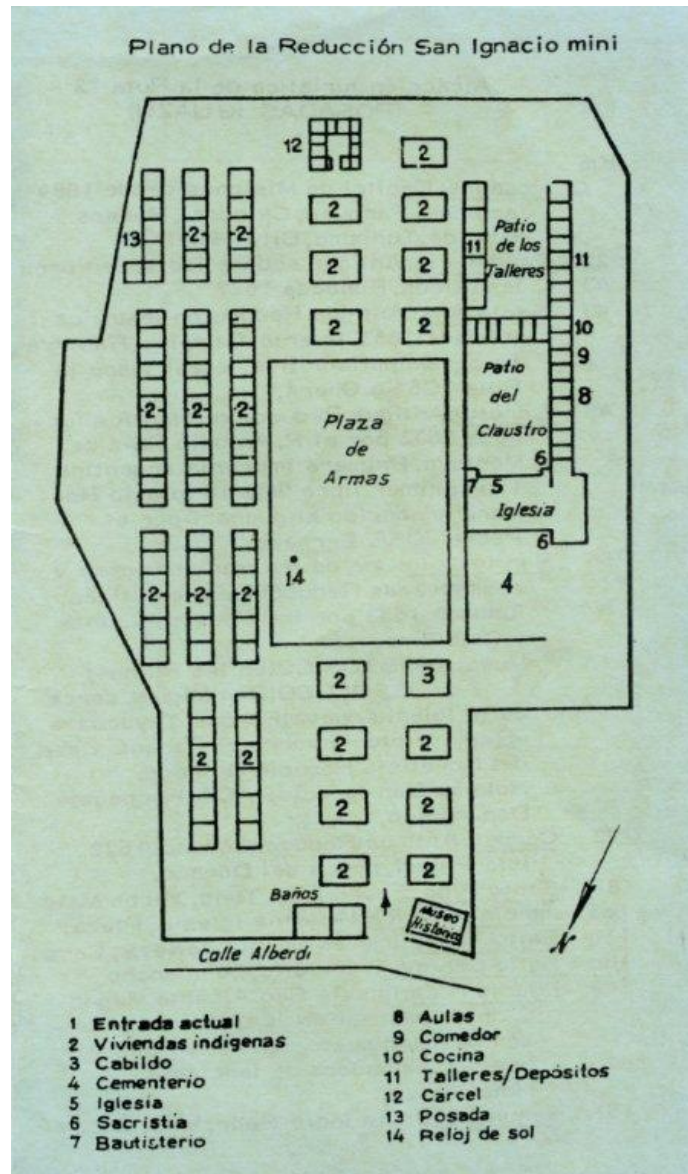 Plano de la Reducción San Ignacio mini
12
2
13
2
2
2
2
11
Patio
de los
Talleres
11
2
2
2
2
10
9
8
2
2
2
Plaza
de
Armas
Patio
del
Claustro
6
7
5
Iglesia
6
14
4
2
2
2
2
3
2
2
2
2
2
2
2
2
Baños
Museo
Historico
N
Calle Alberdi
1 Entrada actual
2 Viviendas indígenas
3 Cabildo
4 Cementerio
5 Iglesia
6 Sacristía
7 Bautisterio
8 Aulas
9 Comedor
10 Cocina
11 Talleres/Depósitos
12 Cárcel
13 Posada
14 Reloj de sol